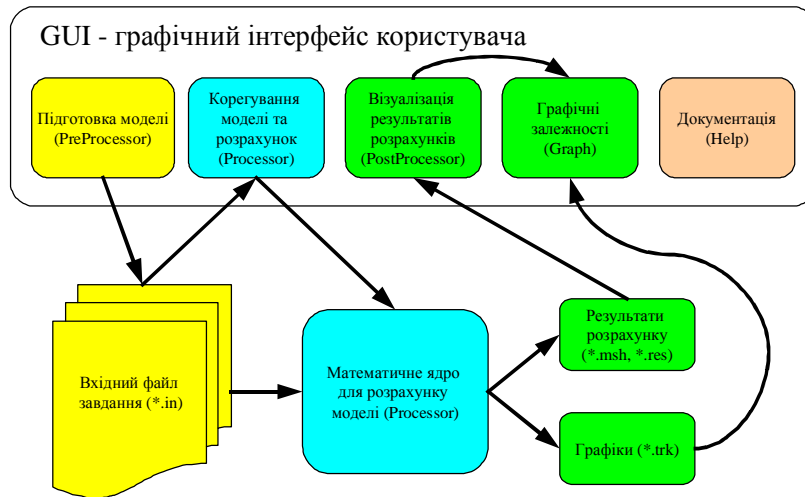 GUI - графічний інтерфейс користувача
Підготовка моделі
(PreProcessor)
Корегування
моделі та
розрахунок
(Processor)
Візуалізація
результатів
розрахунків
(PostProcessor)
Графічні
залежності
(Graph)
Документація
(Help)
Вхідний файл
завдання (*.in)
Математичне ядро
для розрахунку
моделі (Processor)
Результати
розрахунку
(*.msh, *.res)
Графіки (*.trk)